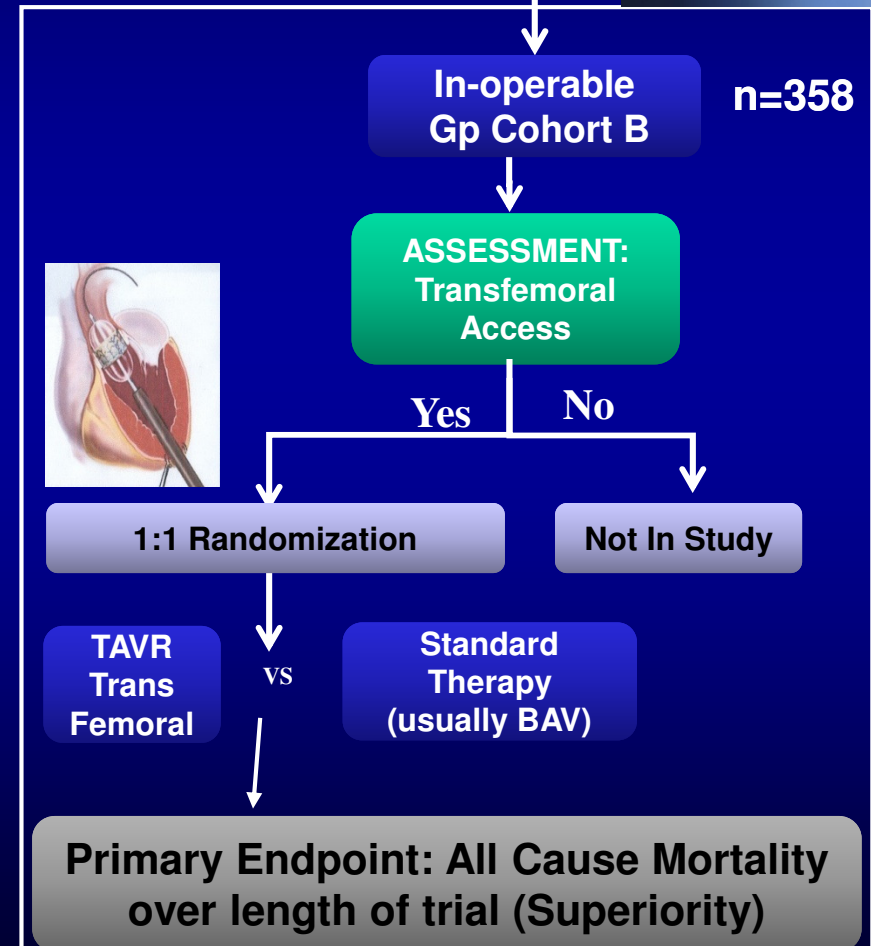 In-operable
Gp Cohort B
n=358
ASSESSMENT:
Transfemoral
Access
Yes
No
1:1 Randomization
Not In Study
TAVR
Trans
Femoral
vs
Standard
Therapy
(usually BAV)
Primary Endpoint: All Cause Mortality
over length of trial (Superiority)